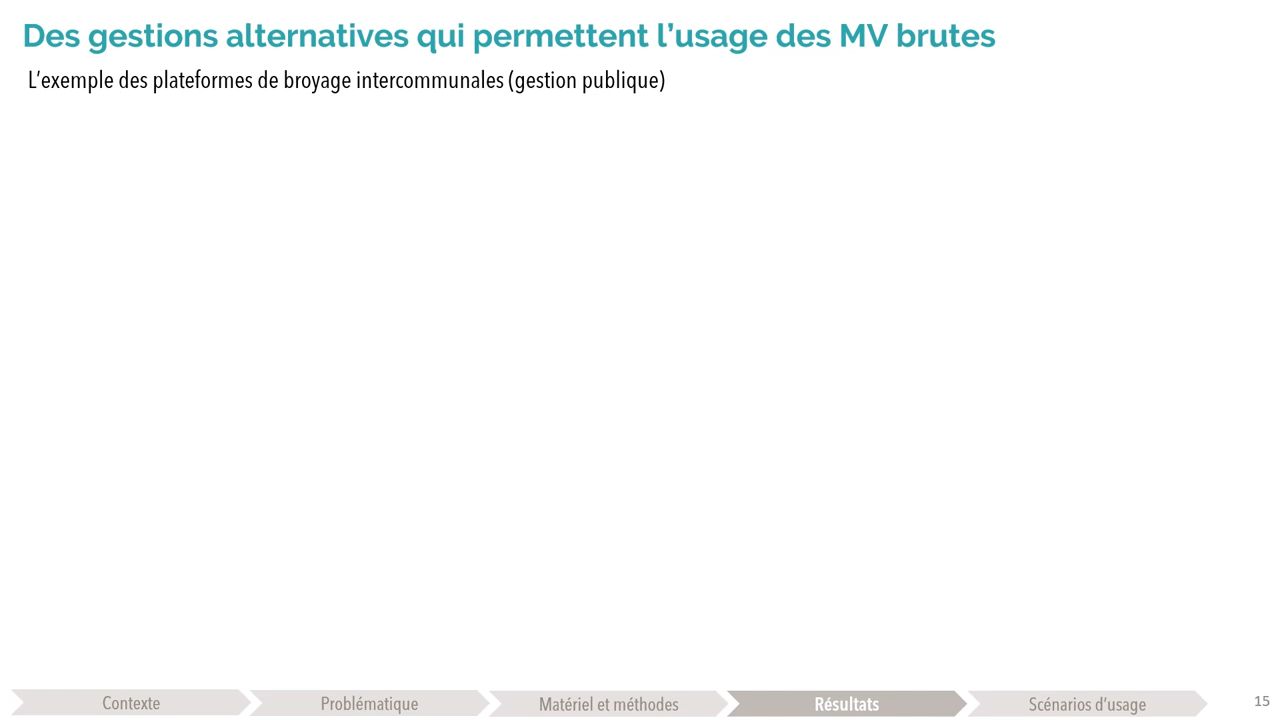 Des gestions alternatives qui permettent l’usage des MV brutes
L’exemple des plateformes de broyage intercommunales (gestion publique)
Contexte
Problématique
Matériel et méthodes
Résultats
Scénarios d’usage
15